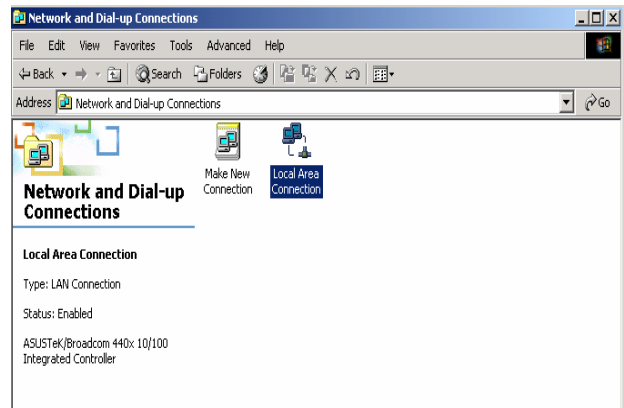 Network and Dial-up Connections
File Edit View Favorites Tools Advanced Help
Back Search Folders
Address Network and Dial-up Connections Go
Make New Connection
Local Area Connection
Network and Dial-up
Connections
Local Area Connection
Type: LAN Connection
Status: Enabled
ASUSTeK/Broadcom 440x 10/100
Integrated Controller